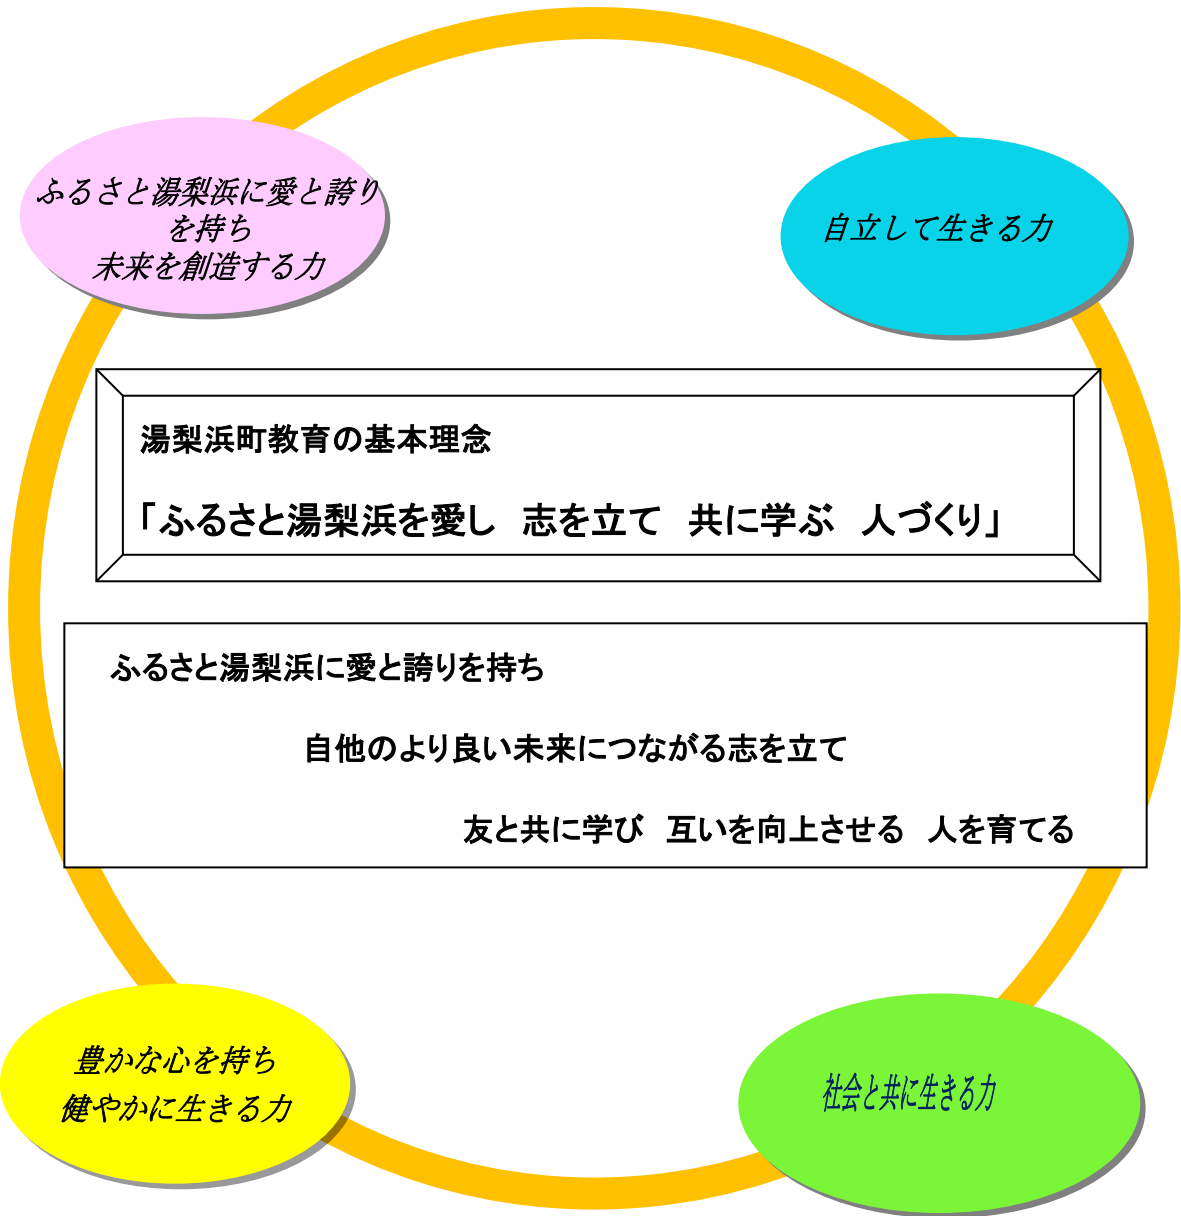 ふるさと湯梨浜に愛と誇り
を持ち
未来を創造する力
自立して生きる力
湯梨浜町教育の基本理念
「ふるさと湯梨浜を愛し　志を立て　共に学ぶ　人づくり」
ふるさと湯梨浜に愛と誇りを持ち
自他のより良い未来につながる志を立て
友と共に学び　互いを向上させる　人を育てる
豊かな心を持ち
健やかに生きる力
社会と共に生きる力